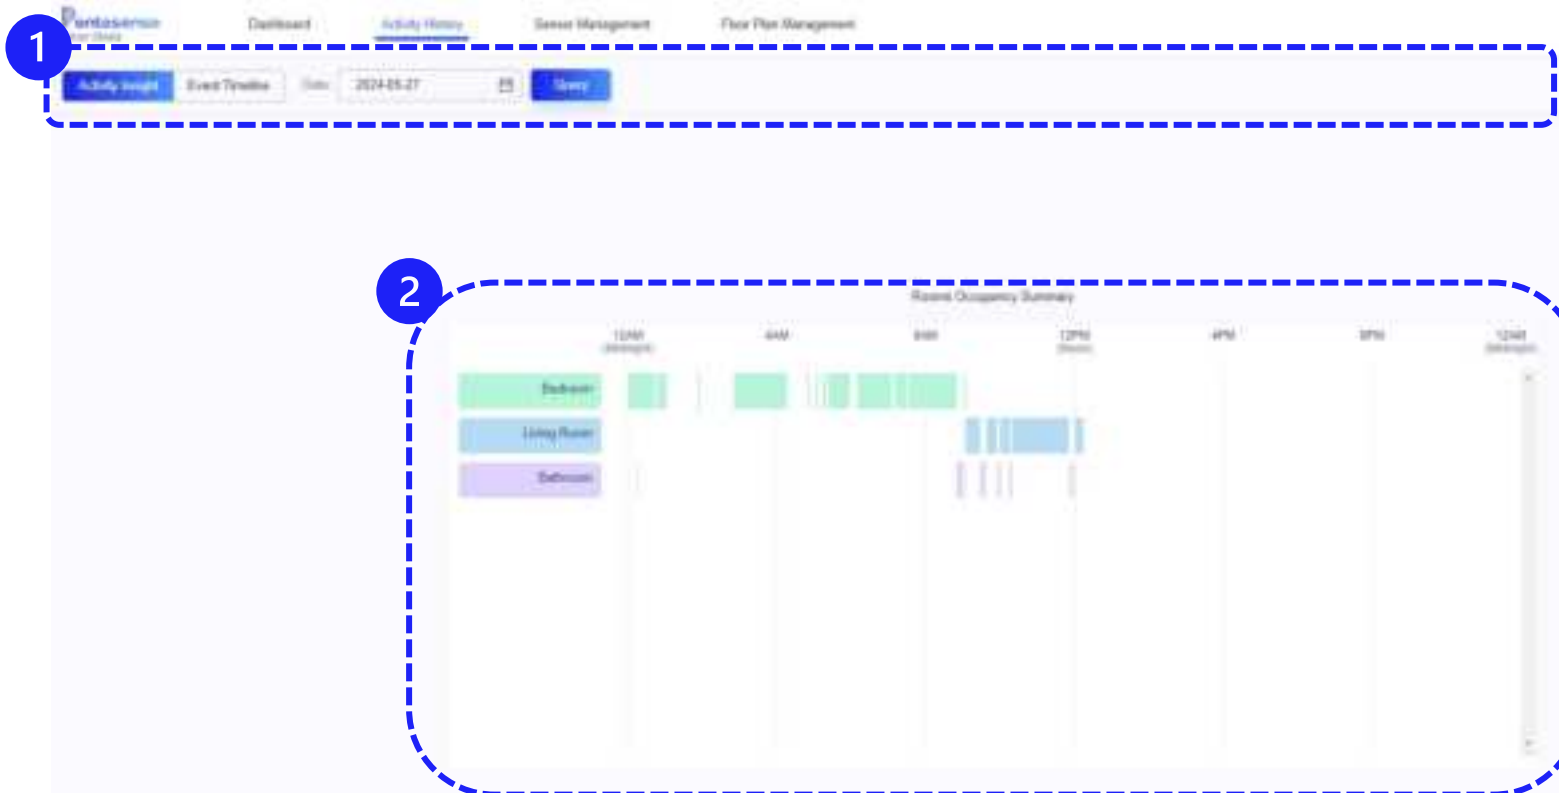 Pontosense
Dashboard
Activity History
Sensor Management
Floor Plan Management
1
Activity Insight
Event Timeline
Date
2024-05-27
Query
2
Rooms Occupancy Summary
12AM
4AM
8AM
12PM
4PM
8PM
12AM
(Midnight)
(Noon)
(Midnight)
Bedroom
Living Room
Bathroom